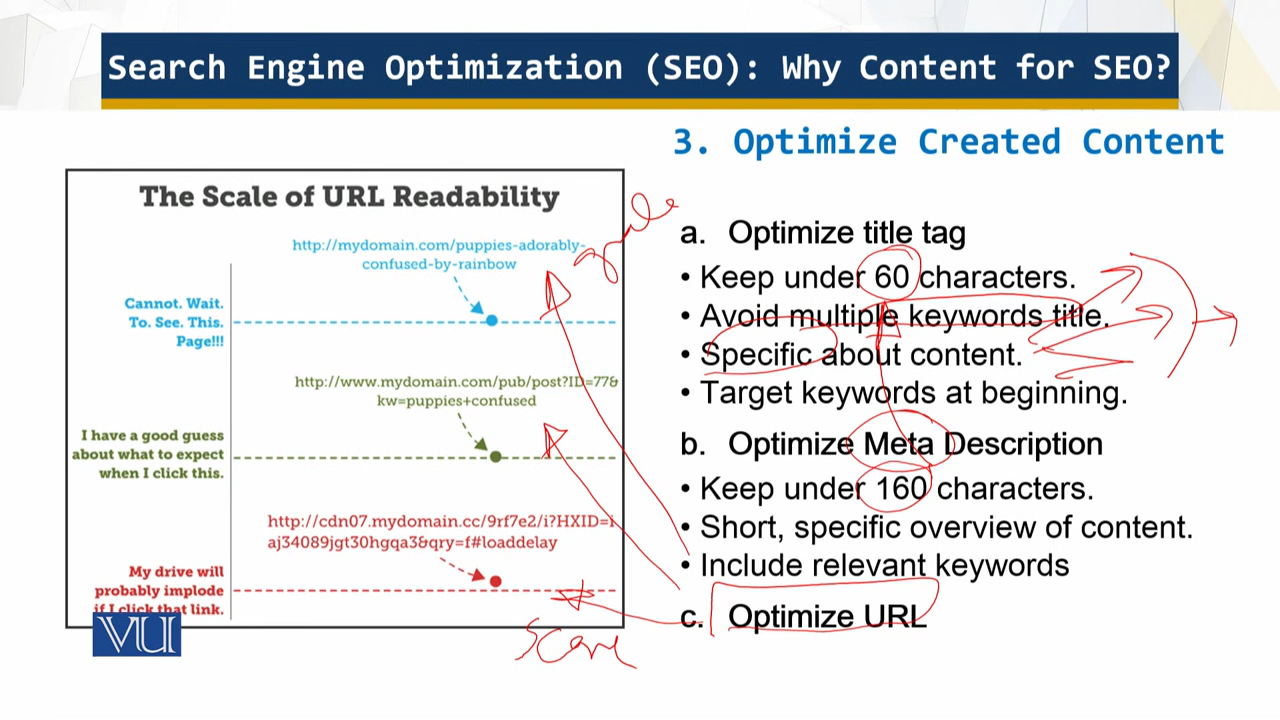 Search Engine Optimization (SEO): Why Content for SEO?
3. Optimize Created Content
The Scale of URL Readability
http://mydomain.com/puppies-adorably-
confused-by-rainbow
Cannot. Wait.
To. See. This.
Page!!!
http://www.mydomain.com/pub/post?ID=77&
kw=puppies+confused
I have a good guess
about what to expect
when I click this.
http://cdn07.mydomain.cc/9rf7e2/i?HXID=i
aj34089jgt30hgqa3&qry=f#loaddelay
My drive will
probably implode
if I click that link.
VU
a. Optimize title tag
• Keep under 60 characters.
• Avoid multiple keywords title.
• Specific about content.
• Target keywords at beginning.
b. Optimize Meta Description
• Keep under 160 characters.
• Short, specific overview of content.
• Include relevant keywords
c. Optimize URL